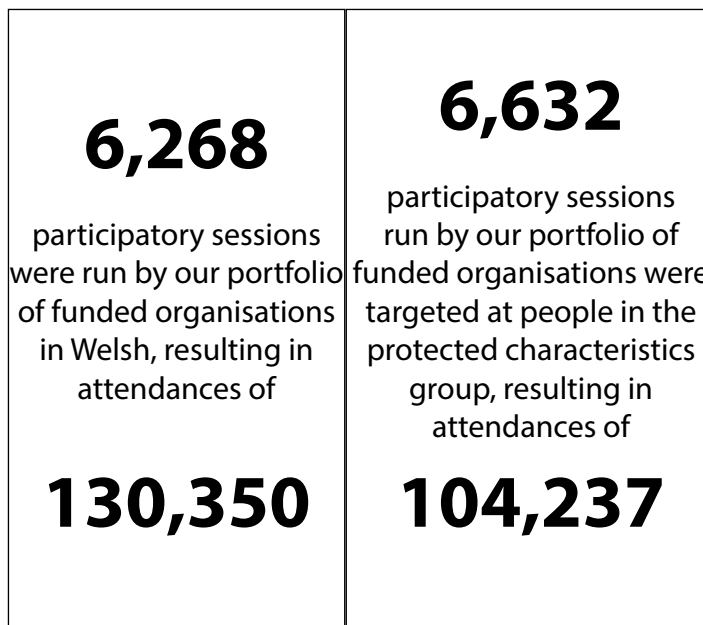 6,268
participatory sessions
were run by our portfolio
of funded organisations
in Welsh, resulting in
attendances of
130,350
6,632
participatory sessions
run by our portfolio of
funded organisations were
targeted at people in the
protected characteristics
group, resulting in
attendances of
104,237